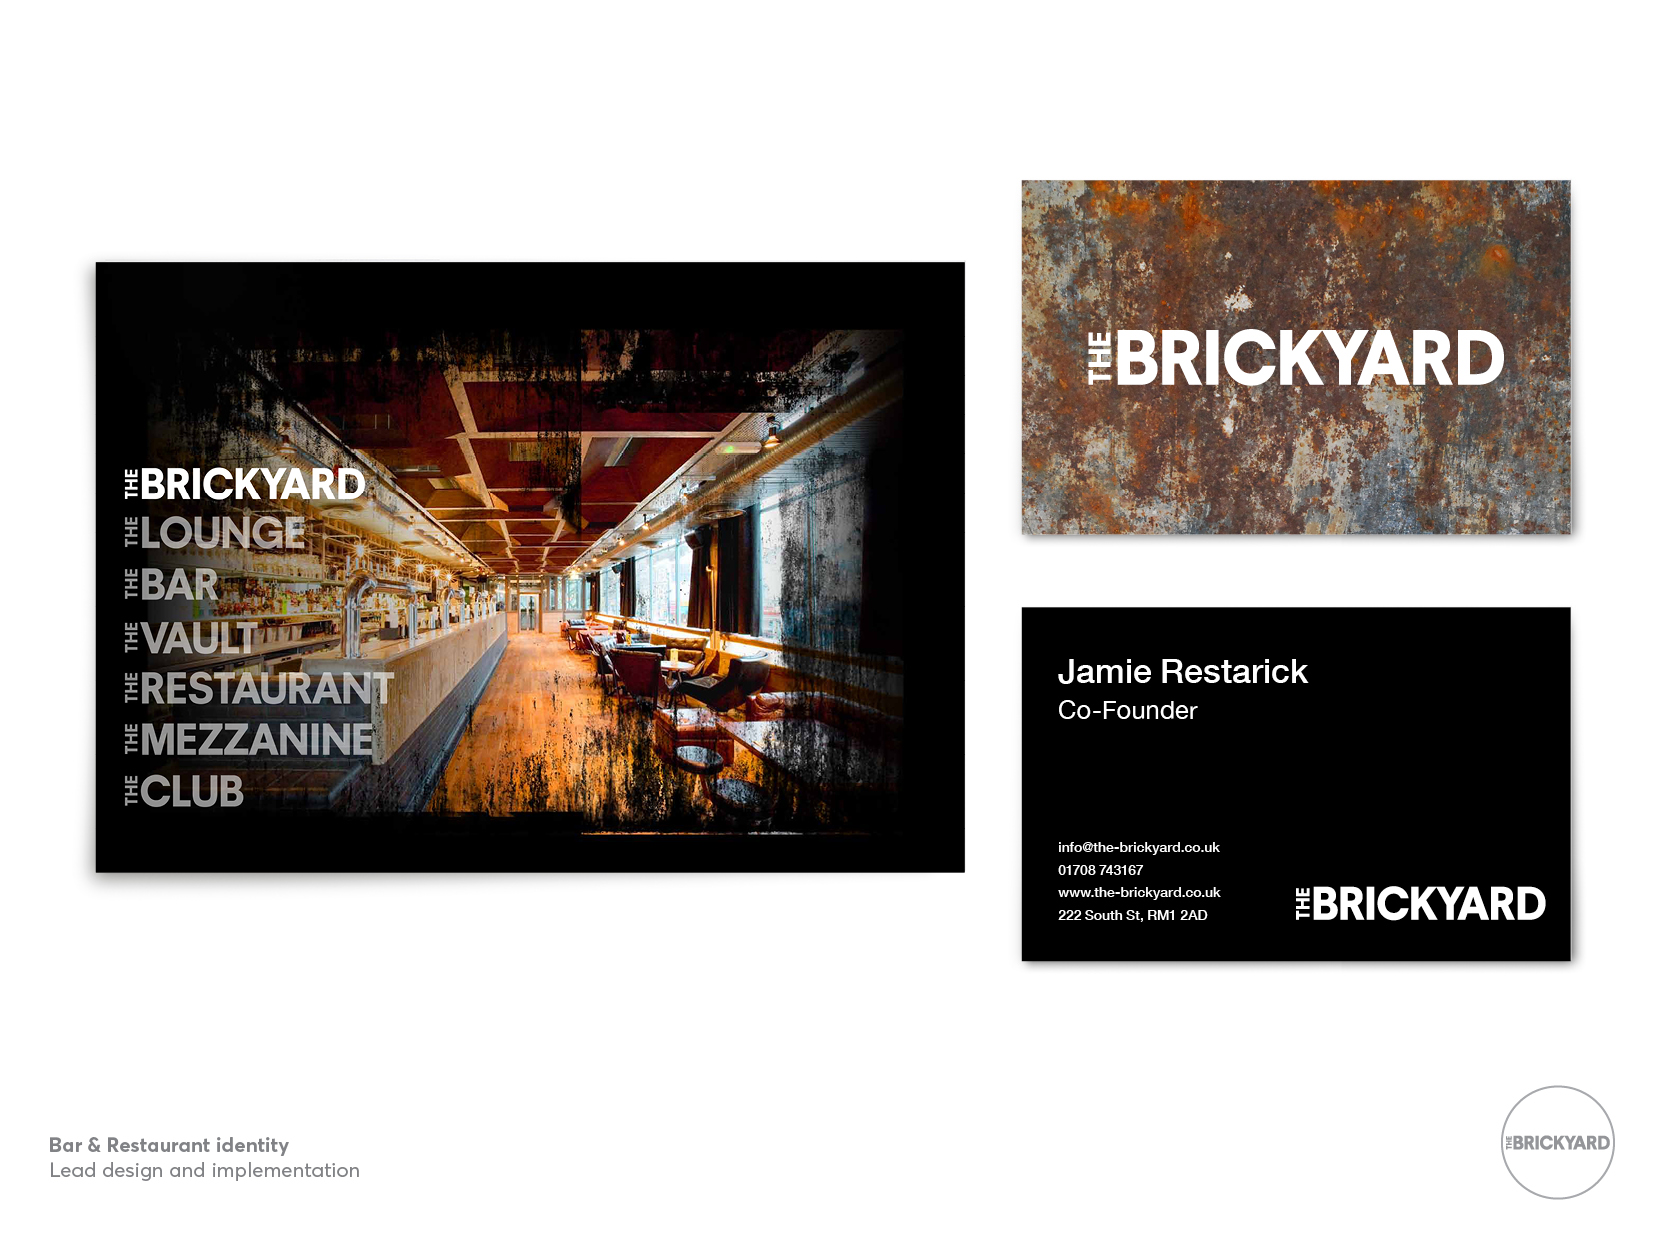 THE BRICKYARD
THE LOUNGE
THE BAR
THE VAULT
THE RESTAURANT
THE MEZZANINE
THE CLUB
THE BRICKYARD
Jamie Restarick
Co-Founder
info@the-brickyard.co.uk
01708 743167
www.the-brickyard.co.uk
222 South St, RM1 2AD
THE BRICKYARD
Bar & Restaurant identity
Lead design and implementation
THE BRICKYARD